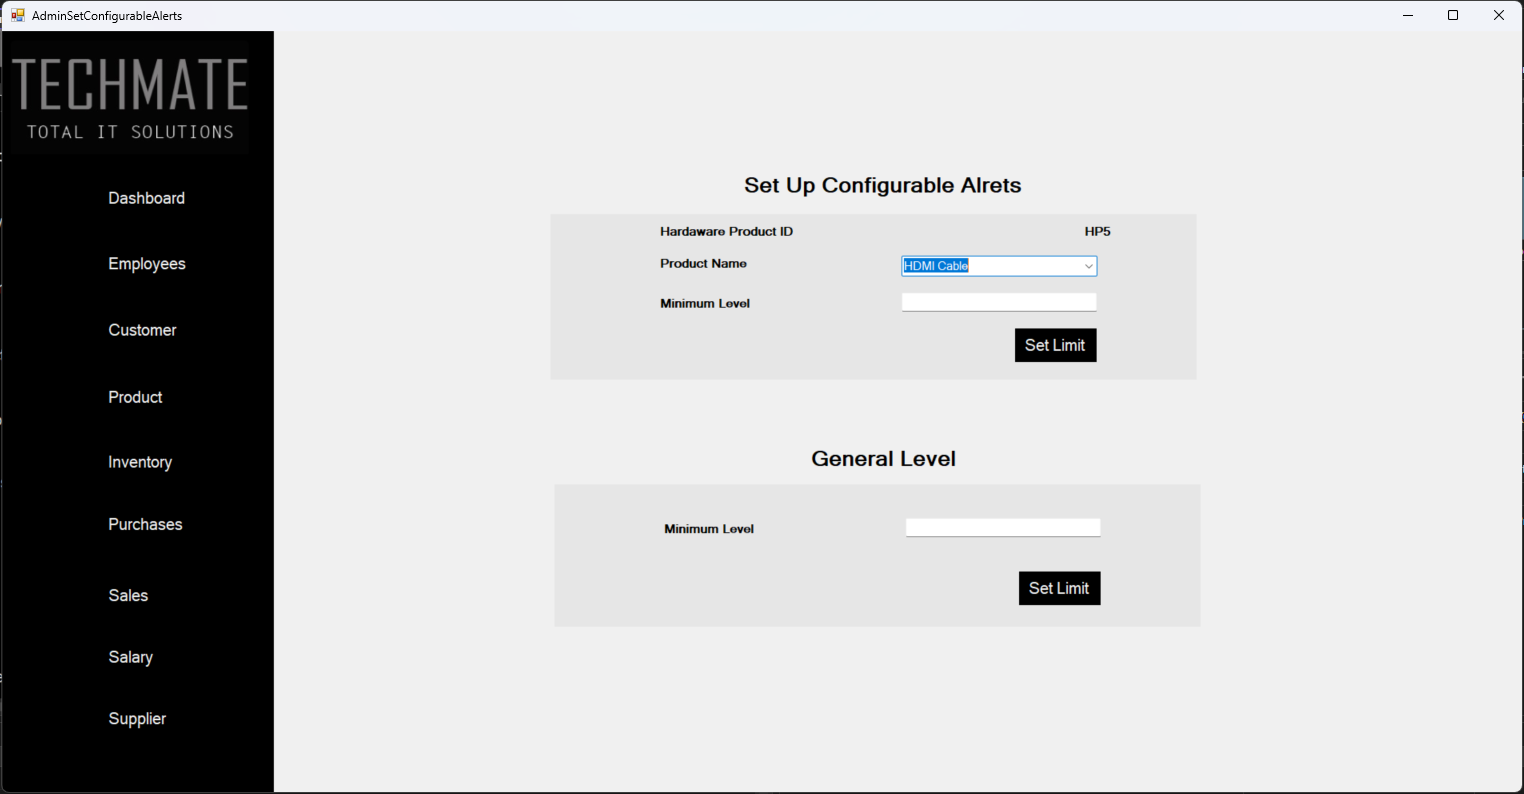 AdminSetConfigurableAlerts
TECHMATE
TOTAL IT SOLUTIONS
Dashboard
Employees
Customer
Product
Inventory
Purchases
Sales
Salary
Supplier
Set Up Configurable Alrets
Hardaware Product ID HP5
Product Name HDMI Cable
Minimum Level
Set Limit
General Level
Minimum Level
Set Limit